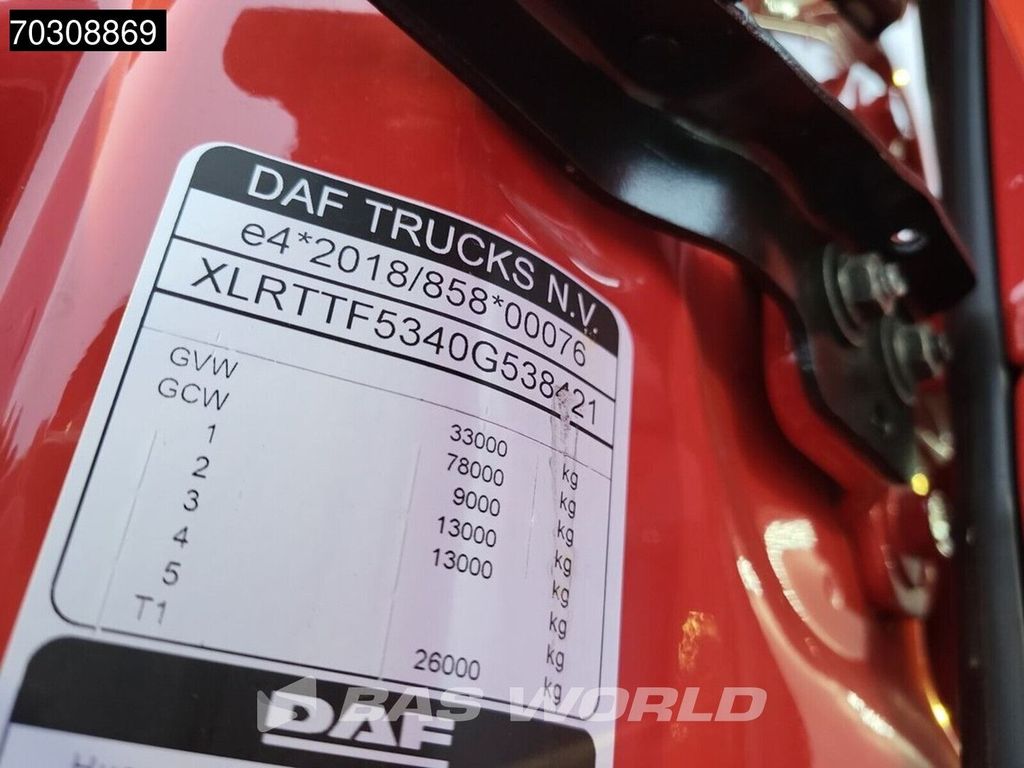 70308869
DAF TRUCKS N.V.
e4*2018/858*00076
XLRTTF5340G538421
GVW 33000 kg
GCW 78000 kg
1 9000 kg
2 13000 kg
3 13000 kg
4 kg
5 kg
T1 26000 kg
DAF
BAS WORLD